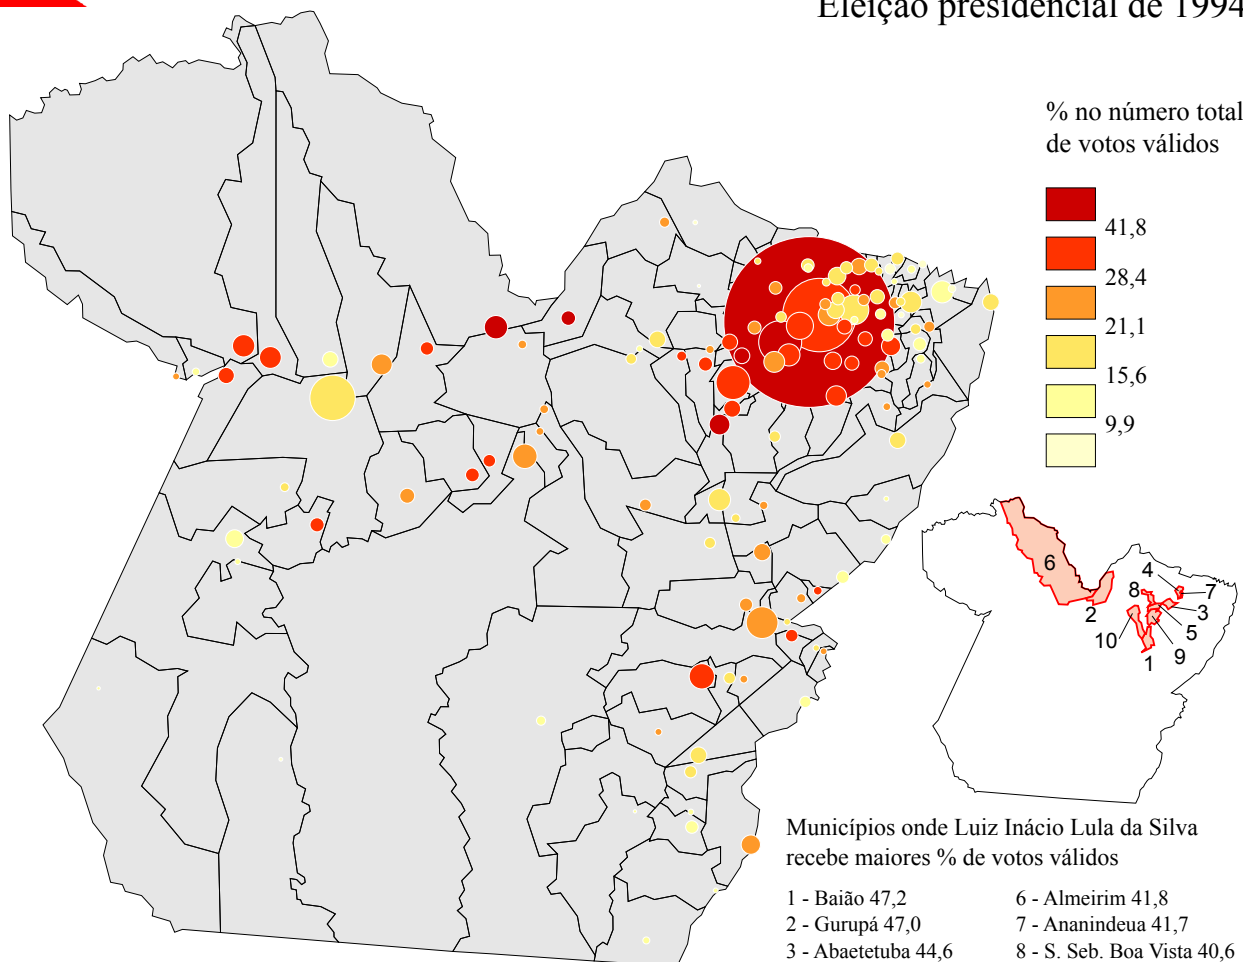 Eleição presidencial de 1994
% no número total
de votos válidos
41,8
28,4
21,1
15,6
9,9
6
4
8
7
2
3
5
10
9
1
Municípios onde Luiz Inácio Lula da Silva
recebe maiores % de votos válidos
1 - Baião 47,2
2 - Gurupá 47,0
3 - Abaetetuba 44,6
6 - Almeirim 41,8
7 - Ananindeua 41,7
8 - S. Seb. Boa Vista 40,6